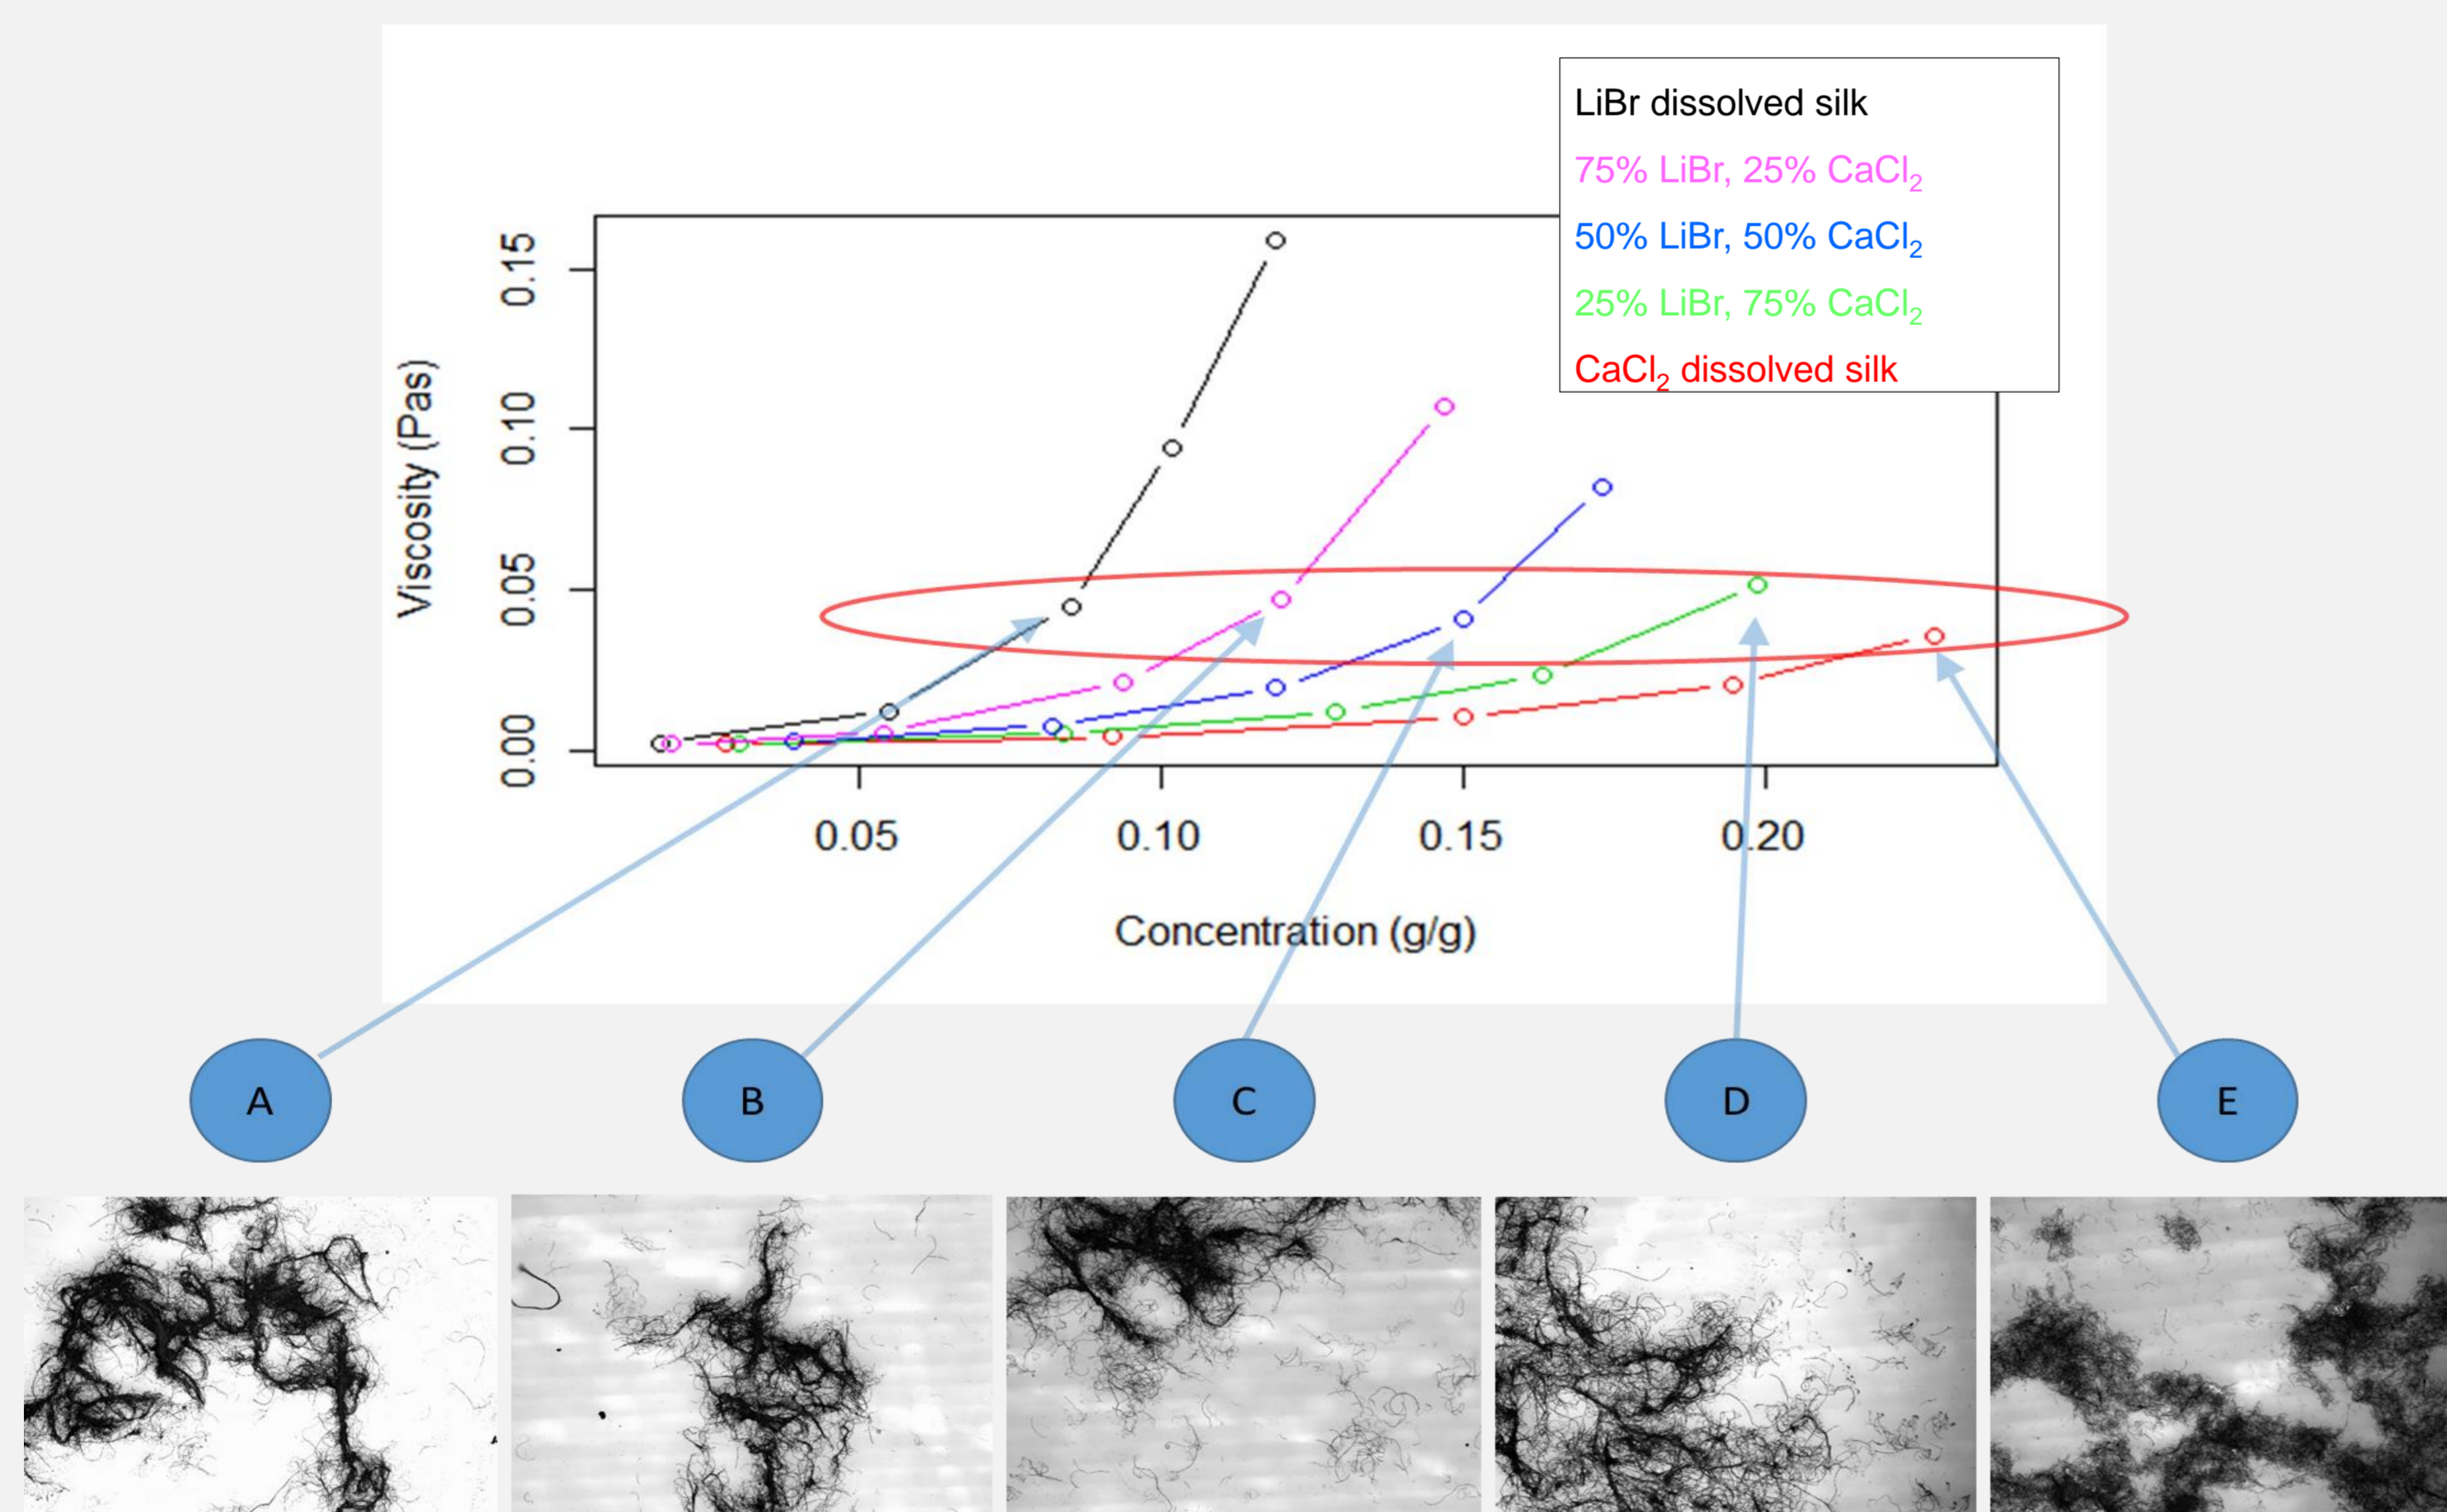 LiBr dissolved silk
75% LiBr, 25% CaCl₂
50% LiBr, 50% CaCl₂
25% LiBr, 75% CaCl₂
CaCl₂ dissolved silk
Viscosity (Pas)
0.15
0.10
0.05
0.00
0.05
0.10
0.15
0.20
Concentration (g/g)
A
B
C
D
E